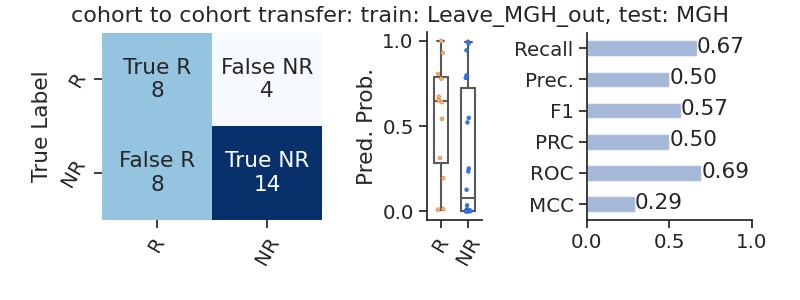 cohort to cohort transfer: train: Leave_MGH_out, test: MGH
True Label
R
NR
True R
8
False NR
4
False R
8
True NR
14
R
NR
Pred. Prob.
1.0
0.5
0.0
R
NR
Recall
0.67
Prec.
0.50
F1
0.57
PRC
0.50
ROC
0.69
MCC
0.29
0.0
0.5
1.0